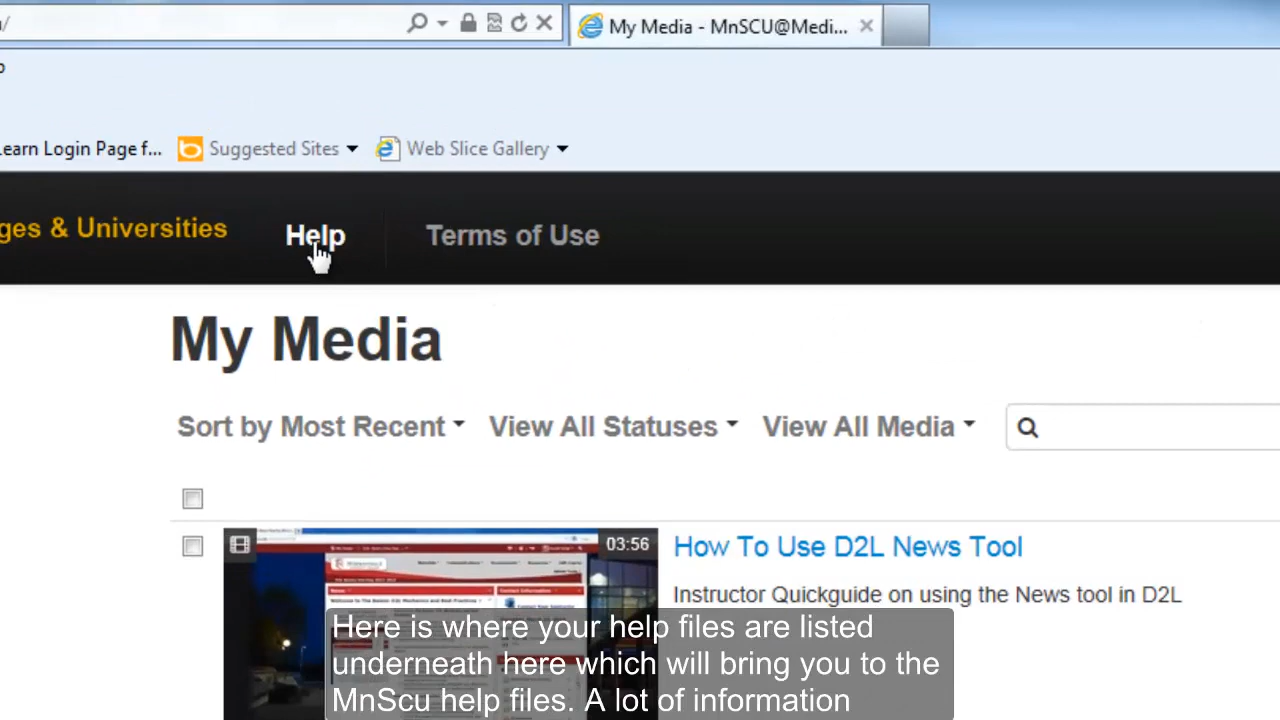 /
My Media - MnSCU@Medi...
Learn Login Page f...
Suggested Sites
Web Slice Gallery
ges & Universities
Help
Terms of Use
My Media
Sort by Most Recent
View All Statuses
View All Media
03:56
How To Use D2L News Tool
Instructor Quickguide on using the News tool in D2L
Here is where your help files are listed
underneath here which will bring you to the
MnScu help files. A lot of information